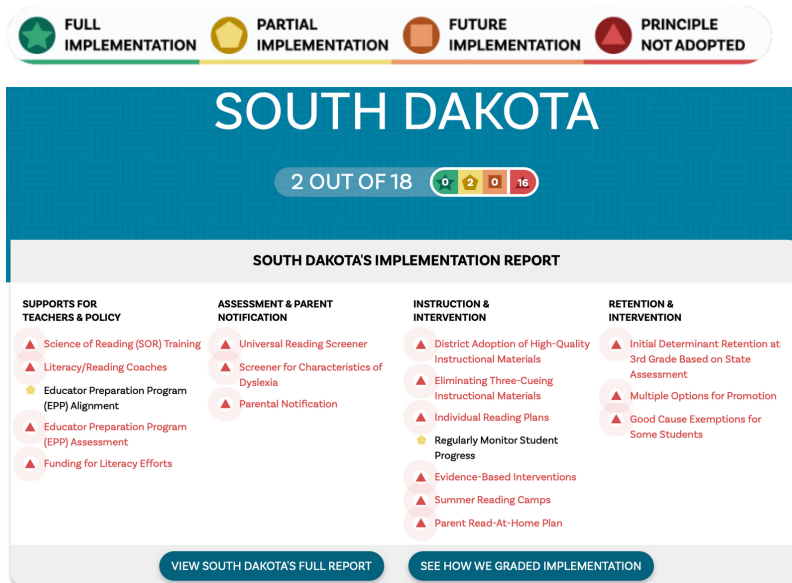 FULL
IMPLEMENTATION
PARTIAL
IMPLEMENTATION
FUTURE
IMPLEMENTATION
PRINCIPLE
NOT ADOPTED
SOUTH DAKOTA
2 OUT OF 18
0 2 0 16
SOUTH DAKOTA'S IMPLEMENTATION REPORT
SUPPORTS FOR
TEACHERS & POLICY
Science of Reading (SOR) Training
Literacy/Reading Coaches
Educator Preparation Program
(EPP) Alignment
Educator Preparation Program
(EPP) Assessment
Funding for Literacy Efforts
ASSESSMENT & PARENT
NOTIFICATION
Universal Reading Screener
Screener for Characteristics of
Dyslexia
Parental Notification
INSTRUCTION &
INTERVENTION
District Adoption of High-Quality
Instructional Materials
Eliminating Three-Cueing
Instructional Materials
Individual Reading Plans
Regularly Monitor Student
Progress
Evidence-Based Interventions
Summer Reading Camps
Parent Read-At-Home Plan
RETENTION &
INTERVENTION
Initial Determinant Retention at
3rd Grade Based on State
Assessment
Multiple Options for Promotion
Good Cause Exemptions for
Some Students
VIEW SOUTH DAKOTA'S FULL REPORT
SEE HOW WE GRADED IMPLEMENTATION